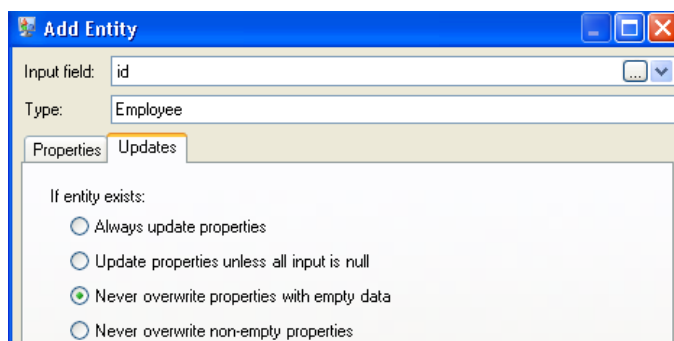 Add Entity
Input field: id ...
Type: Employee
Properties Updates
If entity exists:
Always update properties
Update properties unless all input is null
Never overwrite properties with empty data
Never overwrite non-empty properties